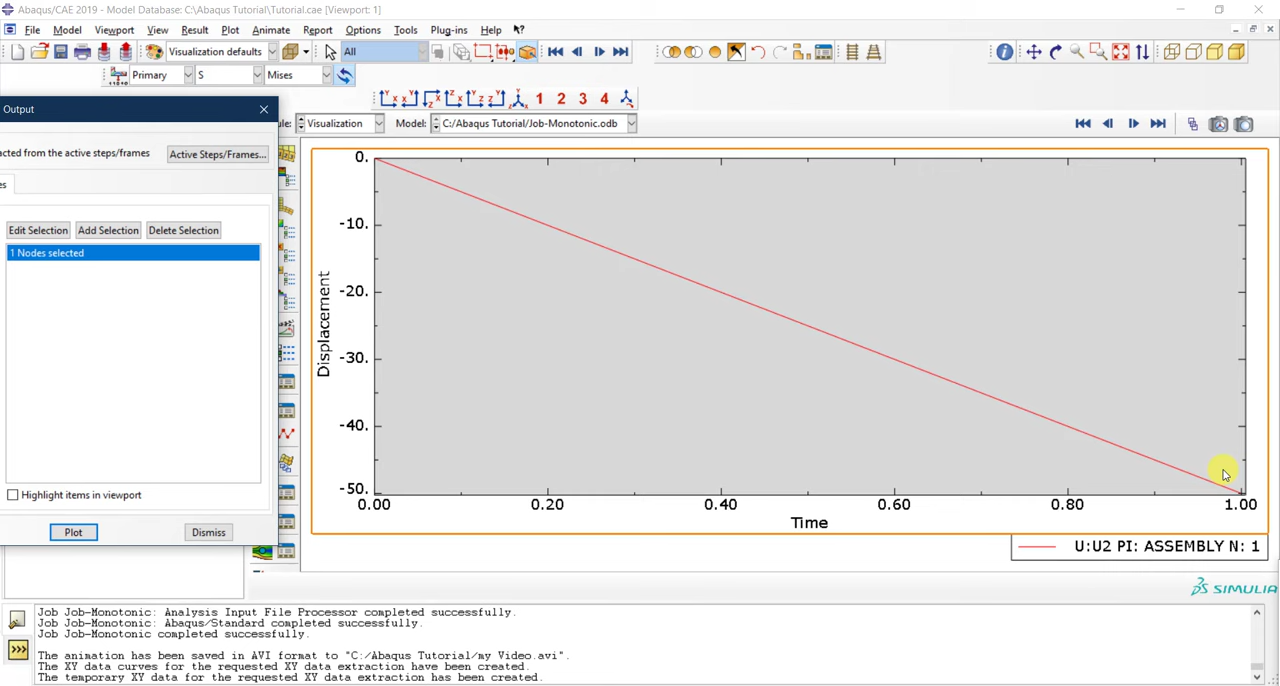 Abaqus/CAE 2019 - Model Database: C:\Abaqus Tutorial\Tutorial.cae [Viewport: 1]
File Model Viewport View Result Plot Animate Report Options Tools Plug-ins Help
Visualization defaults All
Primary S Mises
1 2 3 4
Output
ule: Visualization Model: C:/Abaqus Tutorial/Job-Monotonic.odb
acted from the active steps/frames Active Steps/Frames...
es
Edit Selection Add Selection Delete Selection
1 Nodes selected
Highlight items in viewport
Plot Dismiss
0.
-10.
-20.
-30.
-40.
-50.
Displacement
0.00 0.20 0.40 0.60 0.80 1.00
Time
U:U2 PI: ASSEMBLY N: 1
SIMULIA
Job Job-Monotonic: Analysis Input File Processor completed successfully.
Job Job-Monotonic: Abaqus/Standard completed successfully.
Job Job-Monotonic completed successfully.
The animation has been saved in AVI format to "C:/Abaqus Tutorial/my Video.avi".
The XY data curves for the requested XY data extraction have been created.
The temporary XY data for the requested XY data extraction has been created.